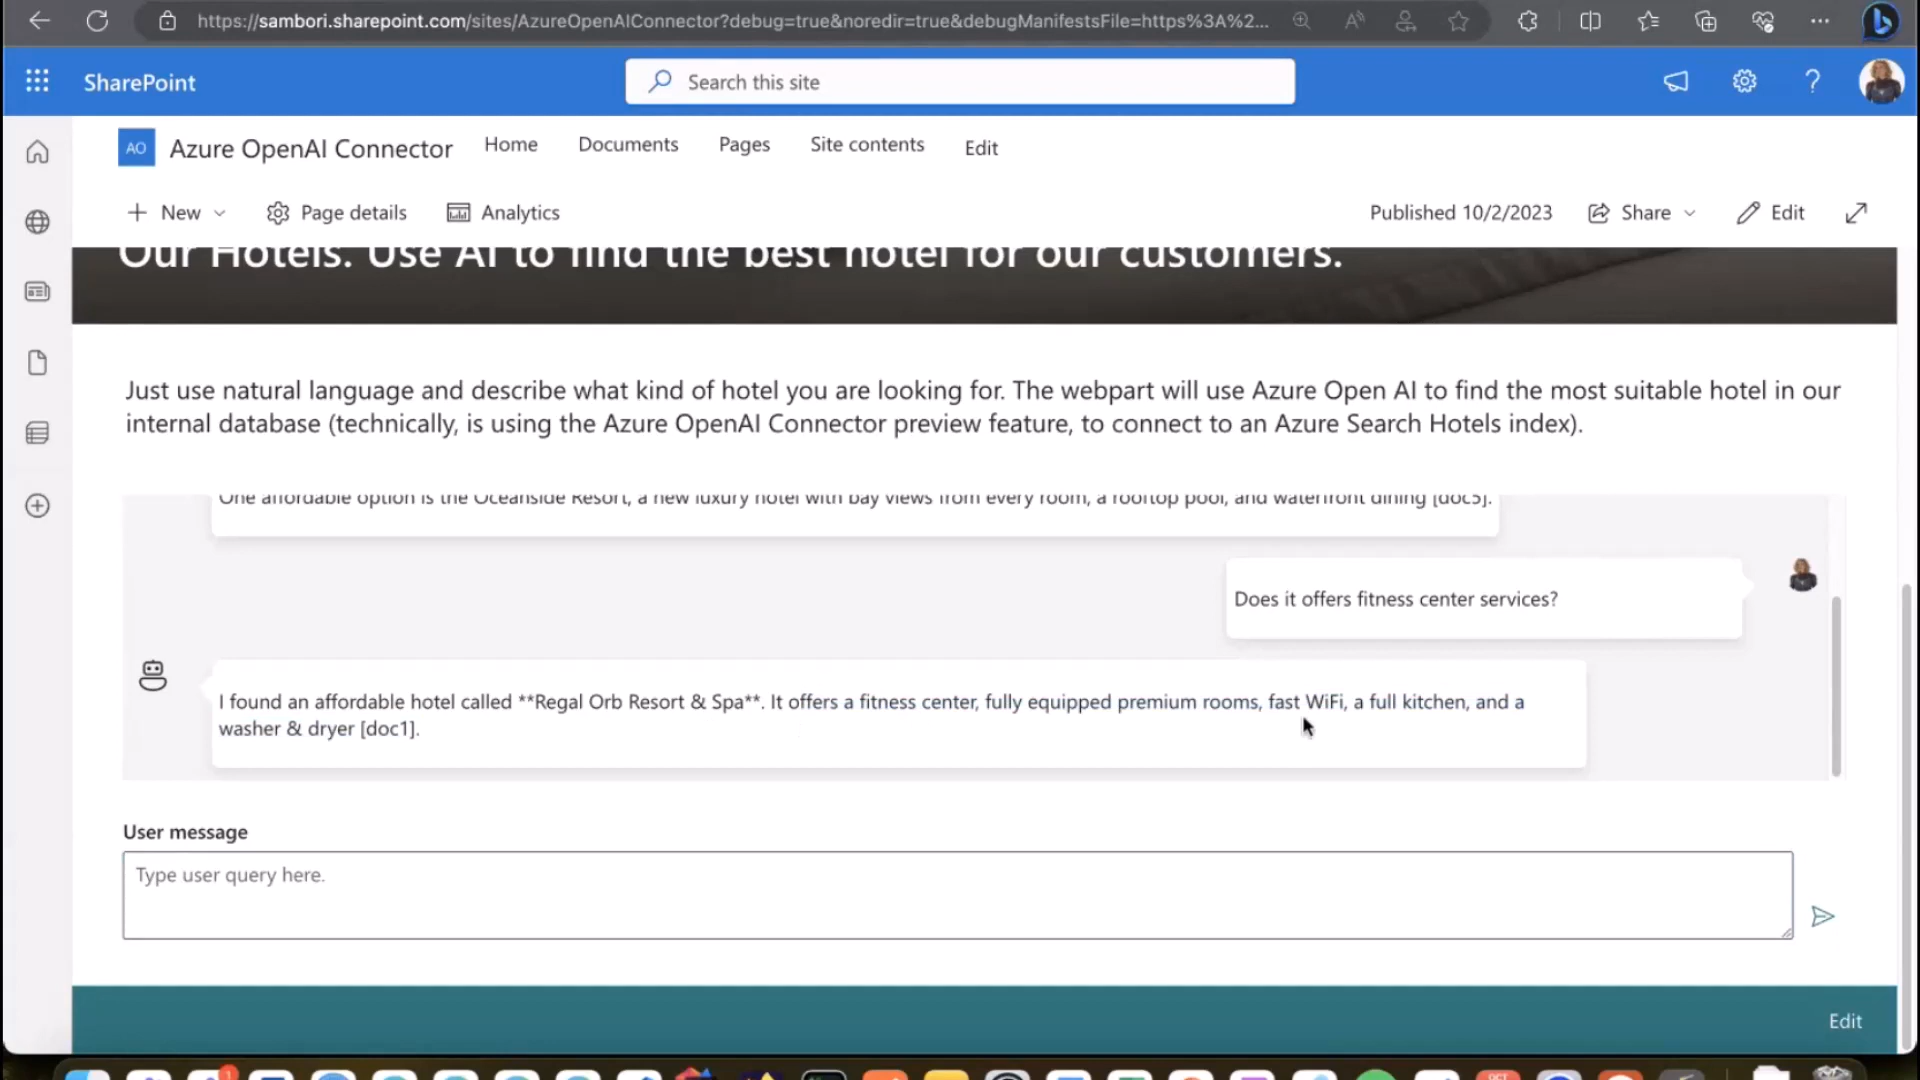 https://sambori.sharepoint.com/sites/AzureOpenAIConnector?debug=true&noredir=true&debugManifestsFile=https%3A%2...
SharePoint
Search this site
AO
Azure OpenAI Connector
Home
Documents
Pages
Site contents
Edit
New
Page details
Analytics
Published 10/2/2023
Share
Edit
Our Hotels. Use AI to find the best hotel for our customers.
Just use natural language and describe what kind of hotel you are looking for. The webpart will use Azure Open AI to find the most suitable hotel in our
internal database (technically, is using the Azure OpenAI Connector preview feature, to connect to an Azure Search Hotels index).
One affordable option is the Oceanside Resort, a new luxury hotel with bay views from every room, a rooftop pool, and waterfront dining [doc5].
Does it offers fitness center services?
I found an affordable hotel called **Regal Orb Resort & Spa**. It offers a fitness center, fully equipped premium rooms, fast WiFi, a full kitchen, and a
washer & dryer [doc1].
User message
Type user query here.
Edit
1